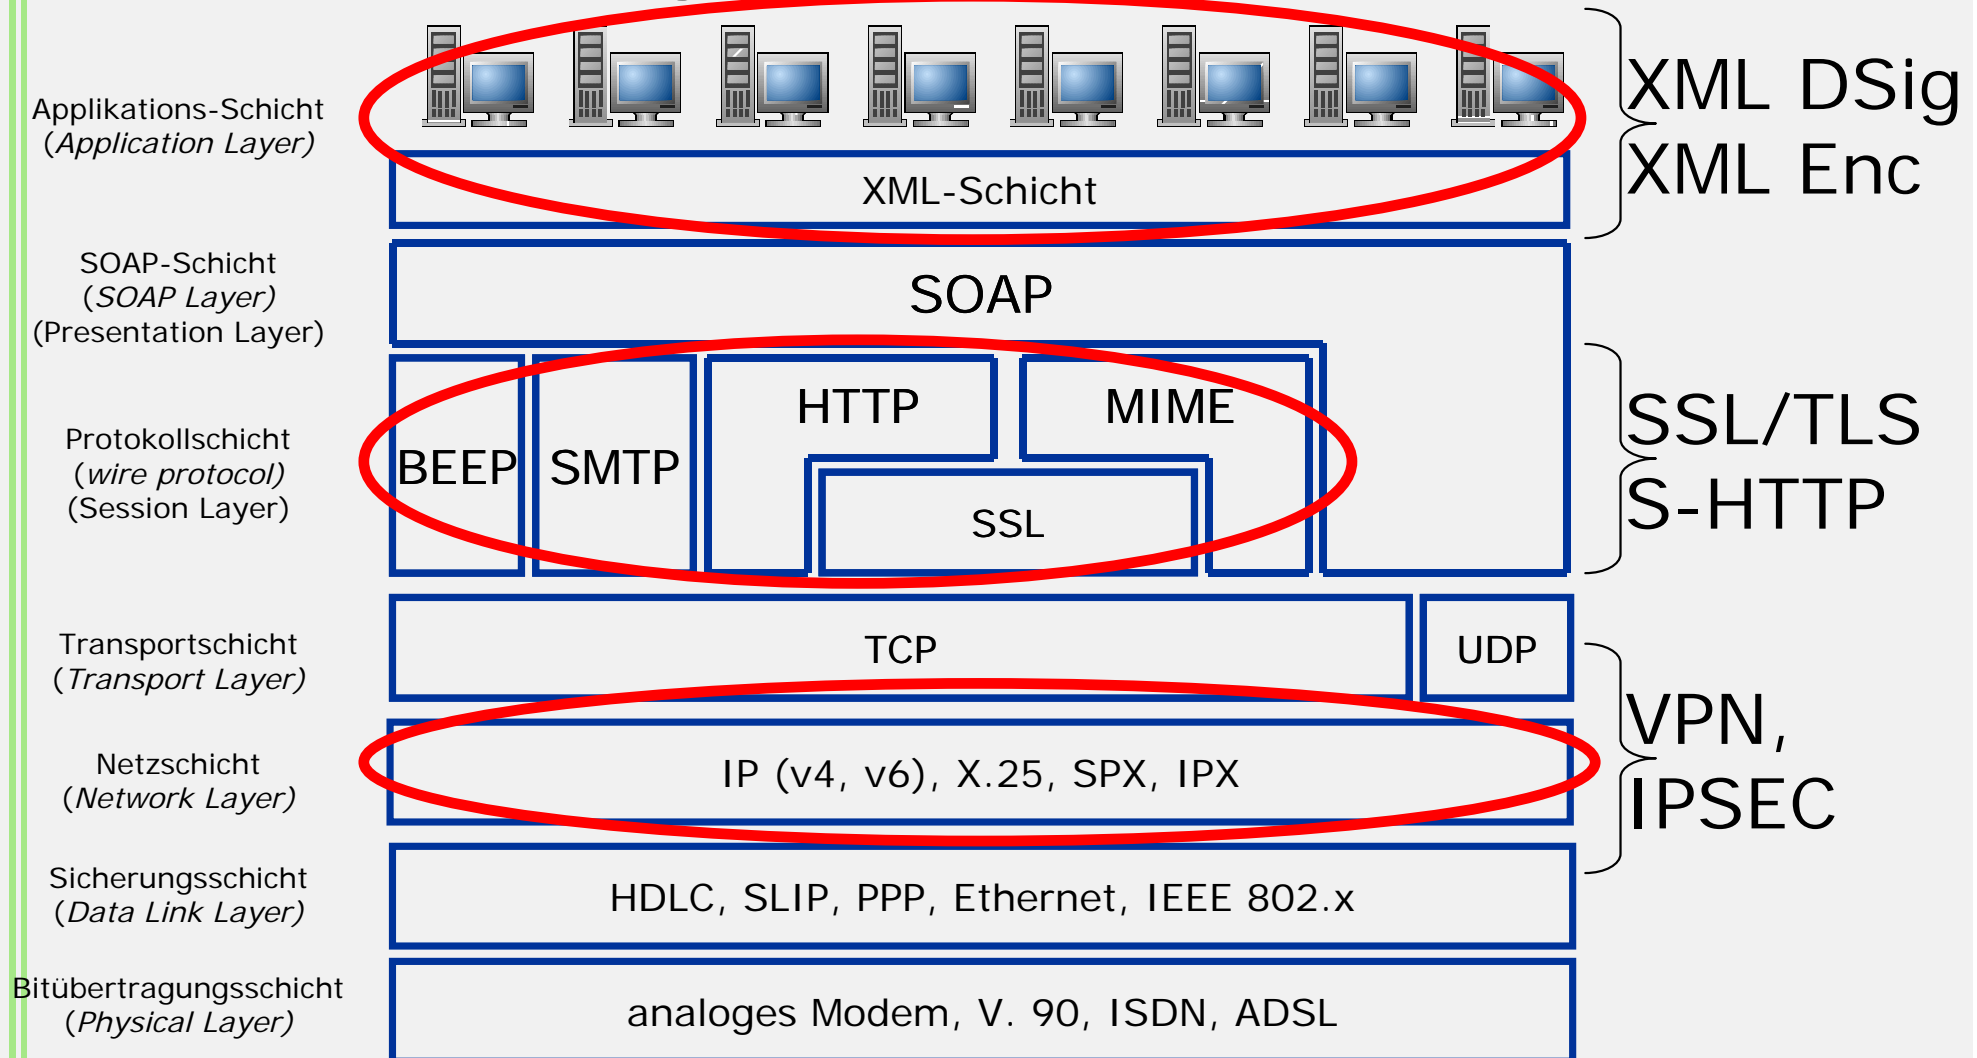 Applikations-Schicht
(Application Layer)
XML-Schicht
XML DSig
XML Enc
SOAP-Schicht
(SOAP Layer)
(Presentation Layer)
SOAP
Protokollschicht
(wire protocol)
(Session Layer)
BEEP
SMTP
HTTP
MIME
SSL
SSL/TLS
S-HTTP
Transportschicht
(Transport Layer)
TCP
UDP
Netzschicht
(Network Layer)
IP (v4, v6), X.25, SPX, IPX
VPN,
IPSEC
Sicherungsschicht
(Data Link Layer)
HDLC, SLIP, PPP, Ethernet, IEEE 802.x
Bitübertragungsschicht
(Physical Layer)
analoges Modem, V. 90, ISDN, ADSL